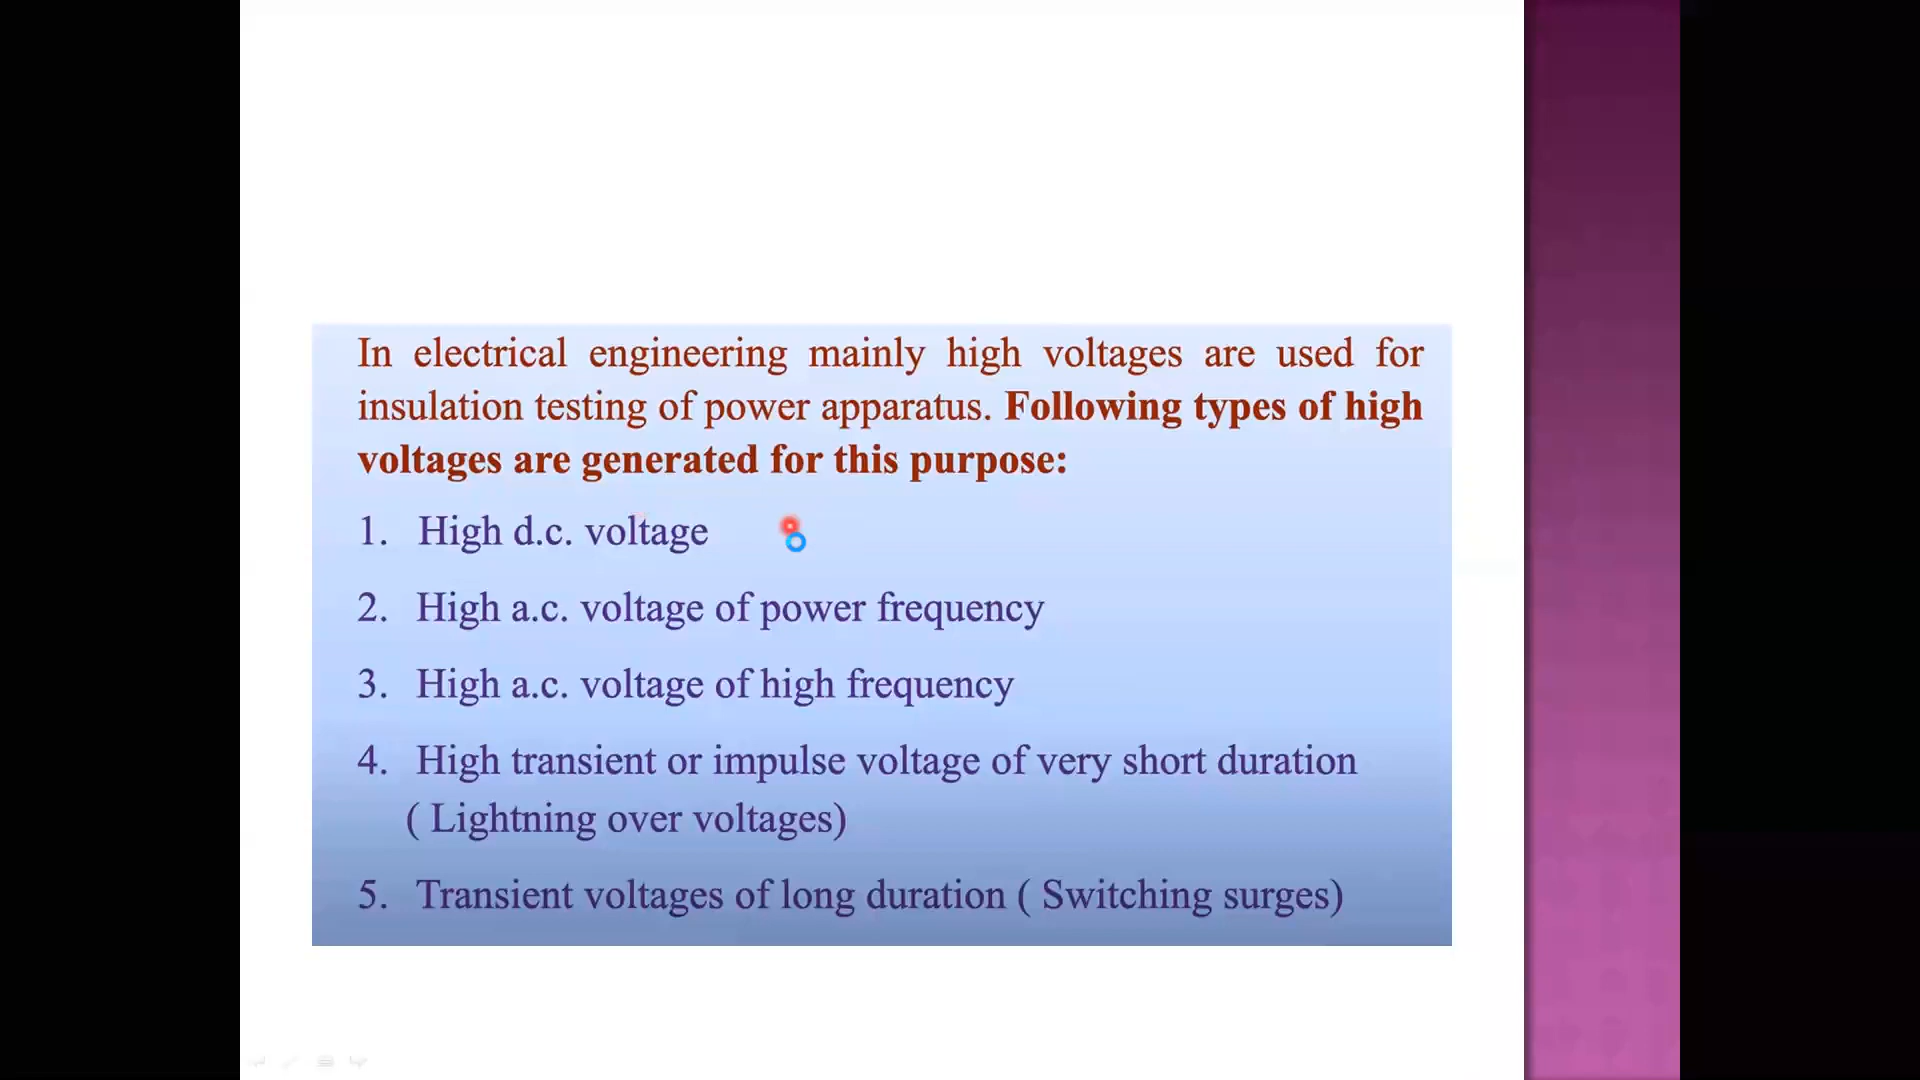 In electrical engineering mainly high voltages are used for
insulation testing of power apparatus. Following types of high
voltages are generated for this purpose:
1. High d.c. voltage
2. High a.c. voltage of power frequency
3. High a.c. voltage of high frequency
4. High transient or impulse voltage of very short duration
( Lightning over voltages)
5. Transient voltages of long duration ( Switching surges)